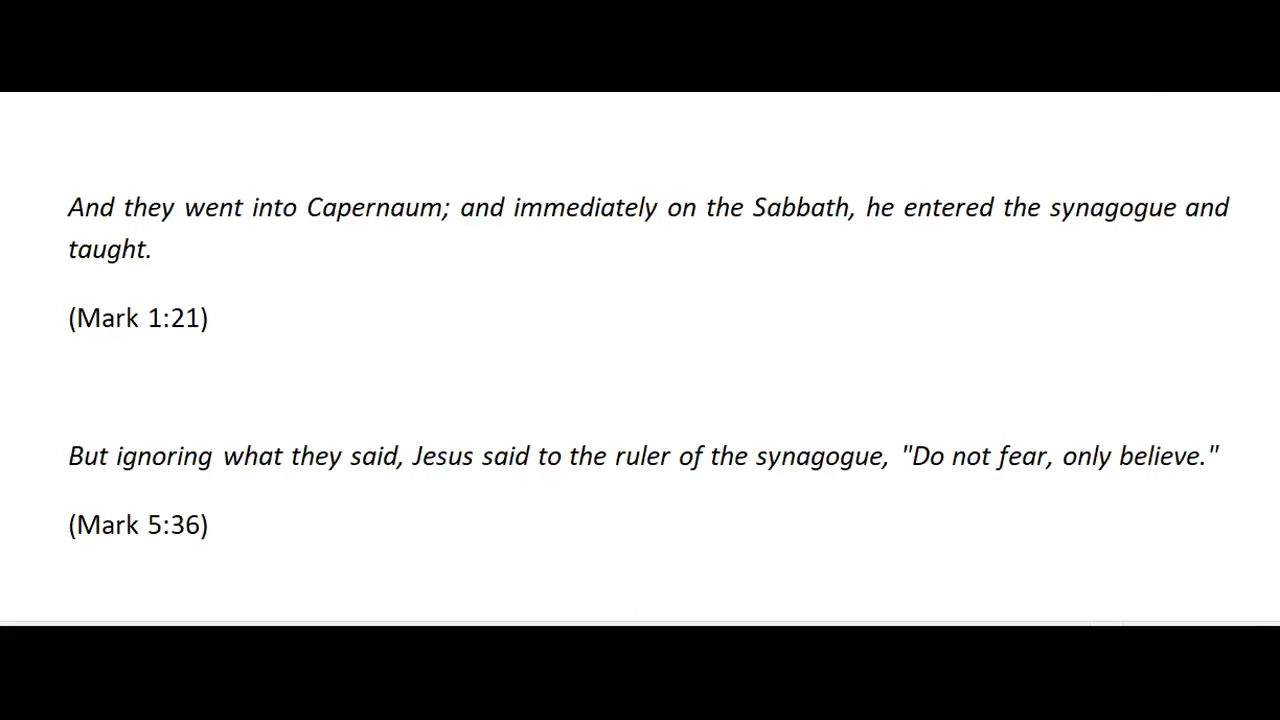 And they went into Capernaum; and immediately on the Sabbath, he entered the synagogue and
taught.
(Mark 1:21)
But ignoring what they said, Jesus said to the ruler of the synagogue, "Do not fear, only believe."
(Mark 5:36)